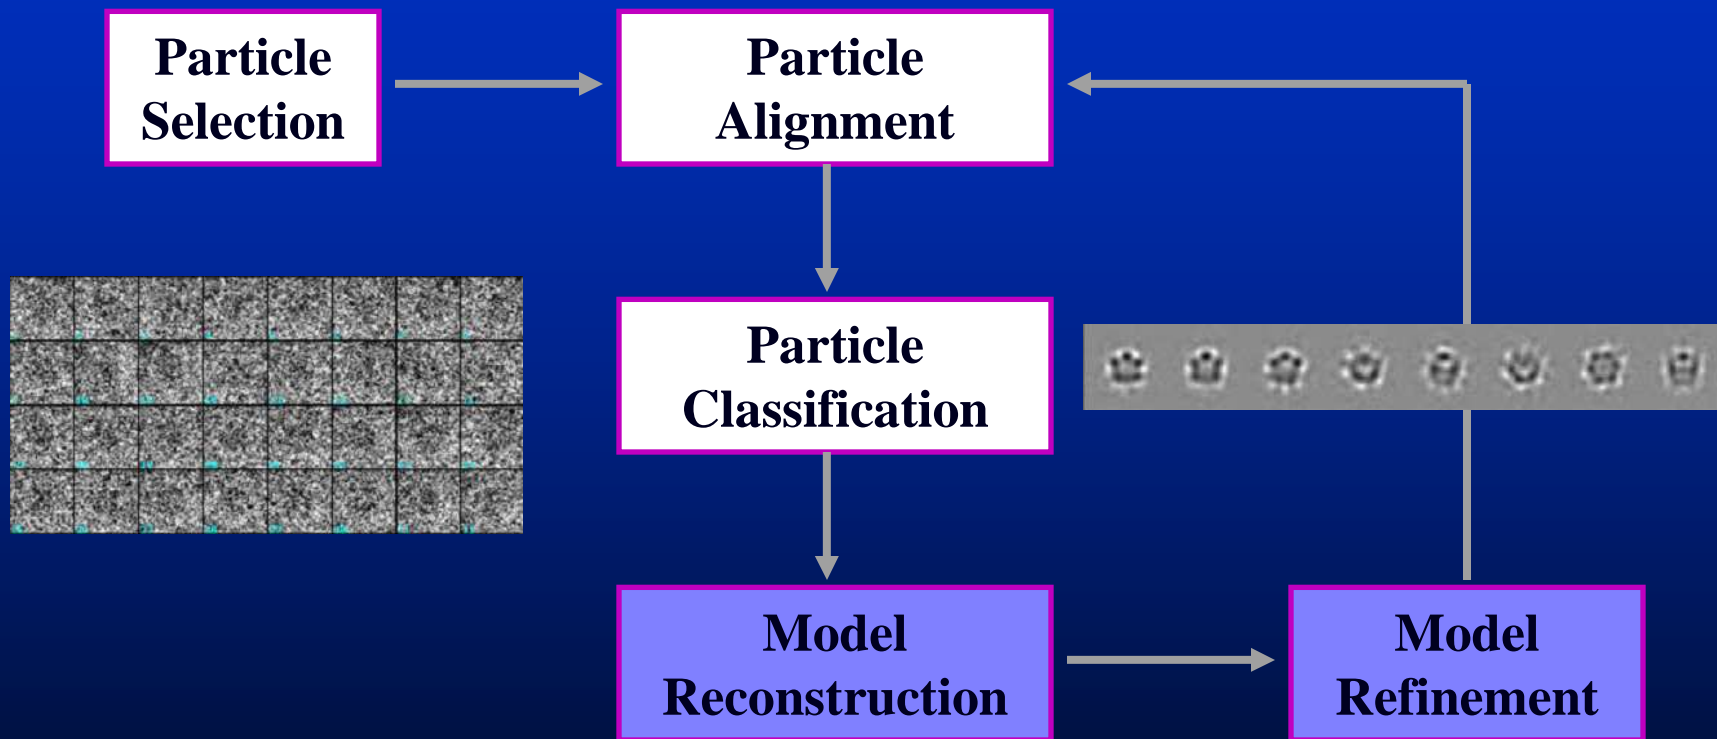 Particle
Selection
Particle
Alignment
Particle
Classification
Model
Reconstruction
Model
Refinement